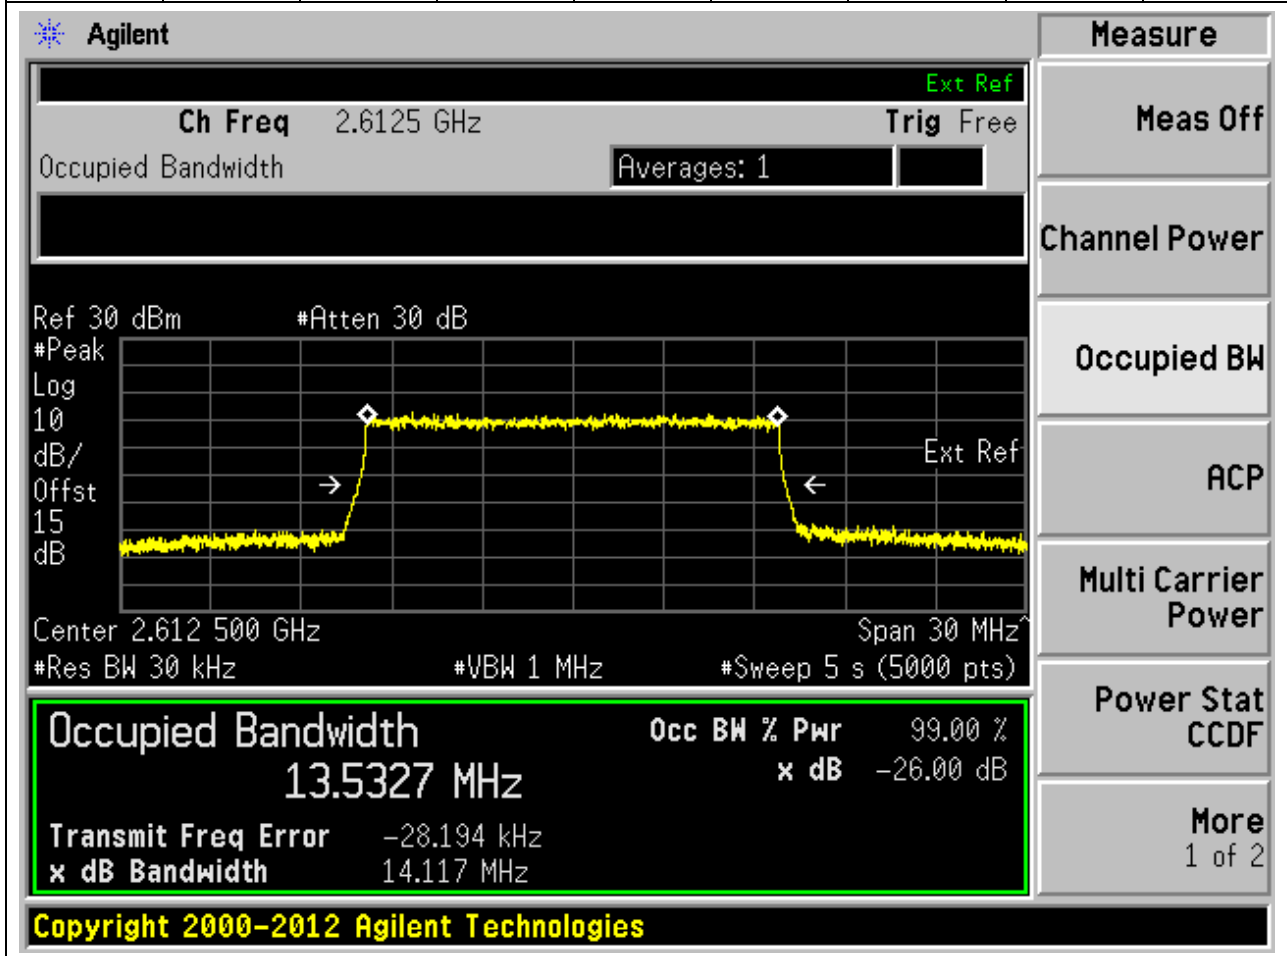 Agilent
Measure
Ext Ref
Ch Freq 2.6125 GHz Trig Free
Meas Off
Occupied Bandwidth Averages: 1
Channel Power
Ref 30 dBm #Atten 30 dB
#Peak
Log
10
dB/
Offst
15
dB
Ext Ref
Occupied BW
ACP
Center 2.612 500 GHz Span 30 MHz^
#Res BW 30 kHz #VBW 1 MHz #Sweep 5 s (5000 pts)
Multi Carrier
Power
Occupied Bandwidth Occ BW % Pwr 99.00 %
13.5327 MHz x dB -26.00 dB
Power Stat
CCDF
Transmit Freq Error -28.194 kHz
x dB Bandwidth 14.117 MHz
More
1 of 2
Copyright 2000-2012 Agilent Technologies